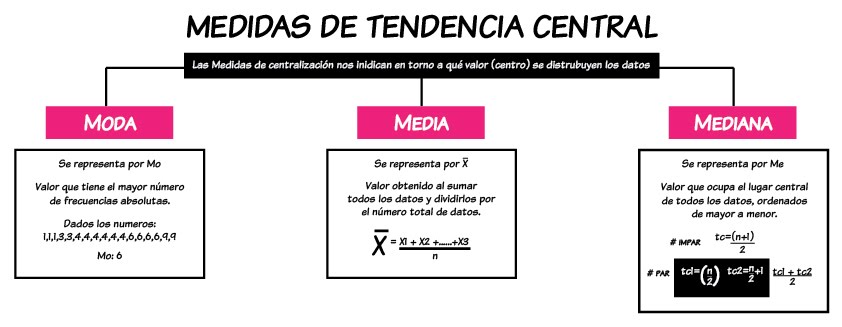 MEDIDAS DE TENDENCIA CENTRAL
Las Medidas de centralización nos inidican en torno a qué valor (centro) se distrubuyen los datos
MODA
Se representa por Mo
Valor que tiene el mayor número
de frecuencias absolutas.
Dados los numeros:
1,1,1,3,3,4,4,4,4,4,4,6,6,6,6,9,9
Mo: 6
MEDIA
Se representa por X̅
Valor obtenido al sumar
todos los datos y dividirlos por
el número total de datos.
X̅ = X1 + X2 +......+X3
n
MEDIANA
Se representa por Me
Valor que ocupa el lugar central
de todos los datos, ordenados
de mayor a menor.
# IMPAR tc=(n+1)
2
# PAR tc1=(n/2) tc2=n/2+1 tc1 + tc2
2